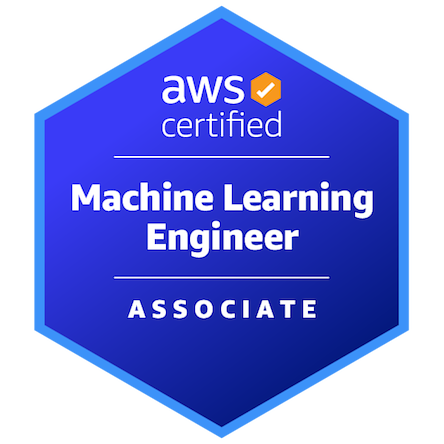 aws
certified
Machine Learning
Engineer
ASSOCIATE